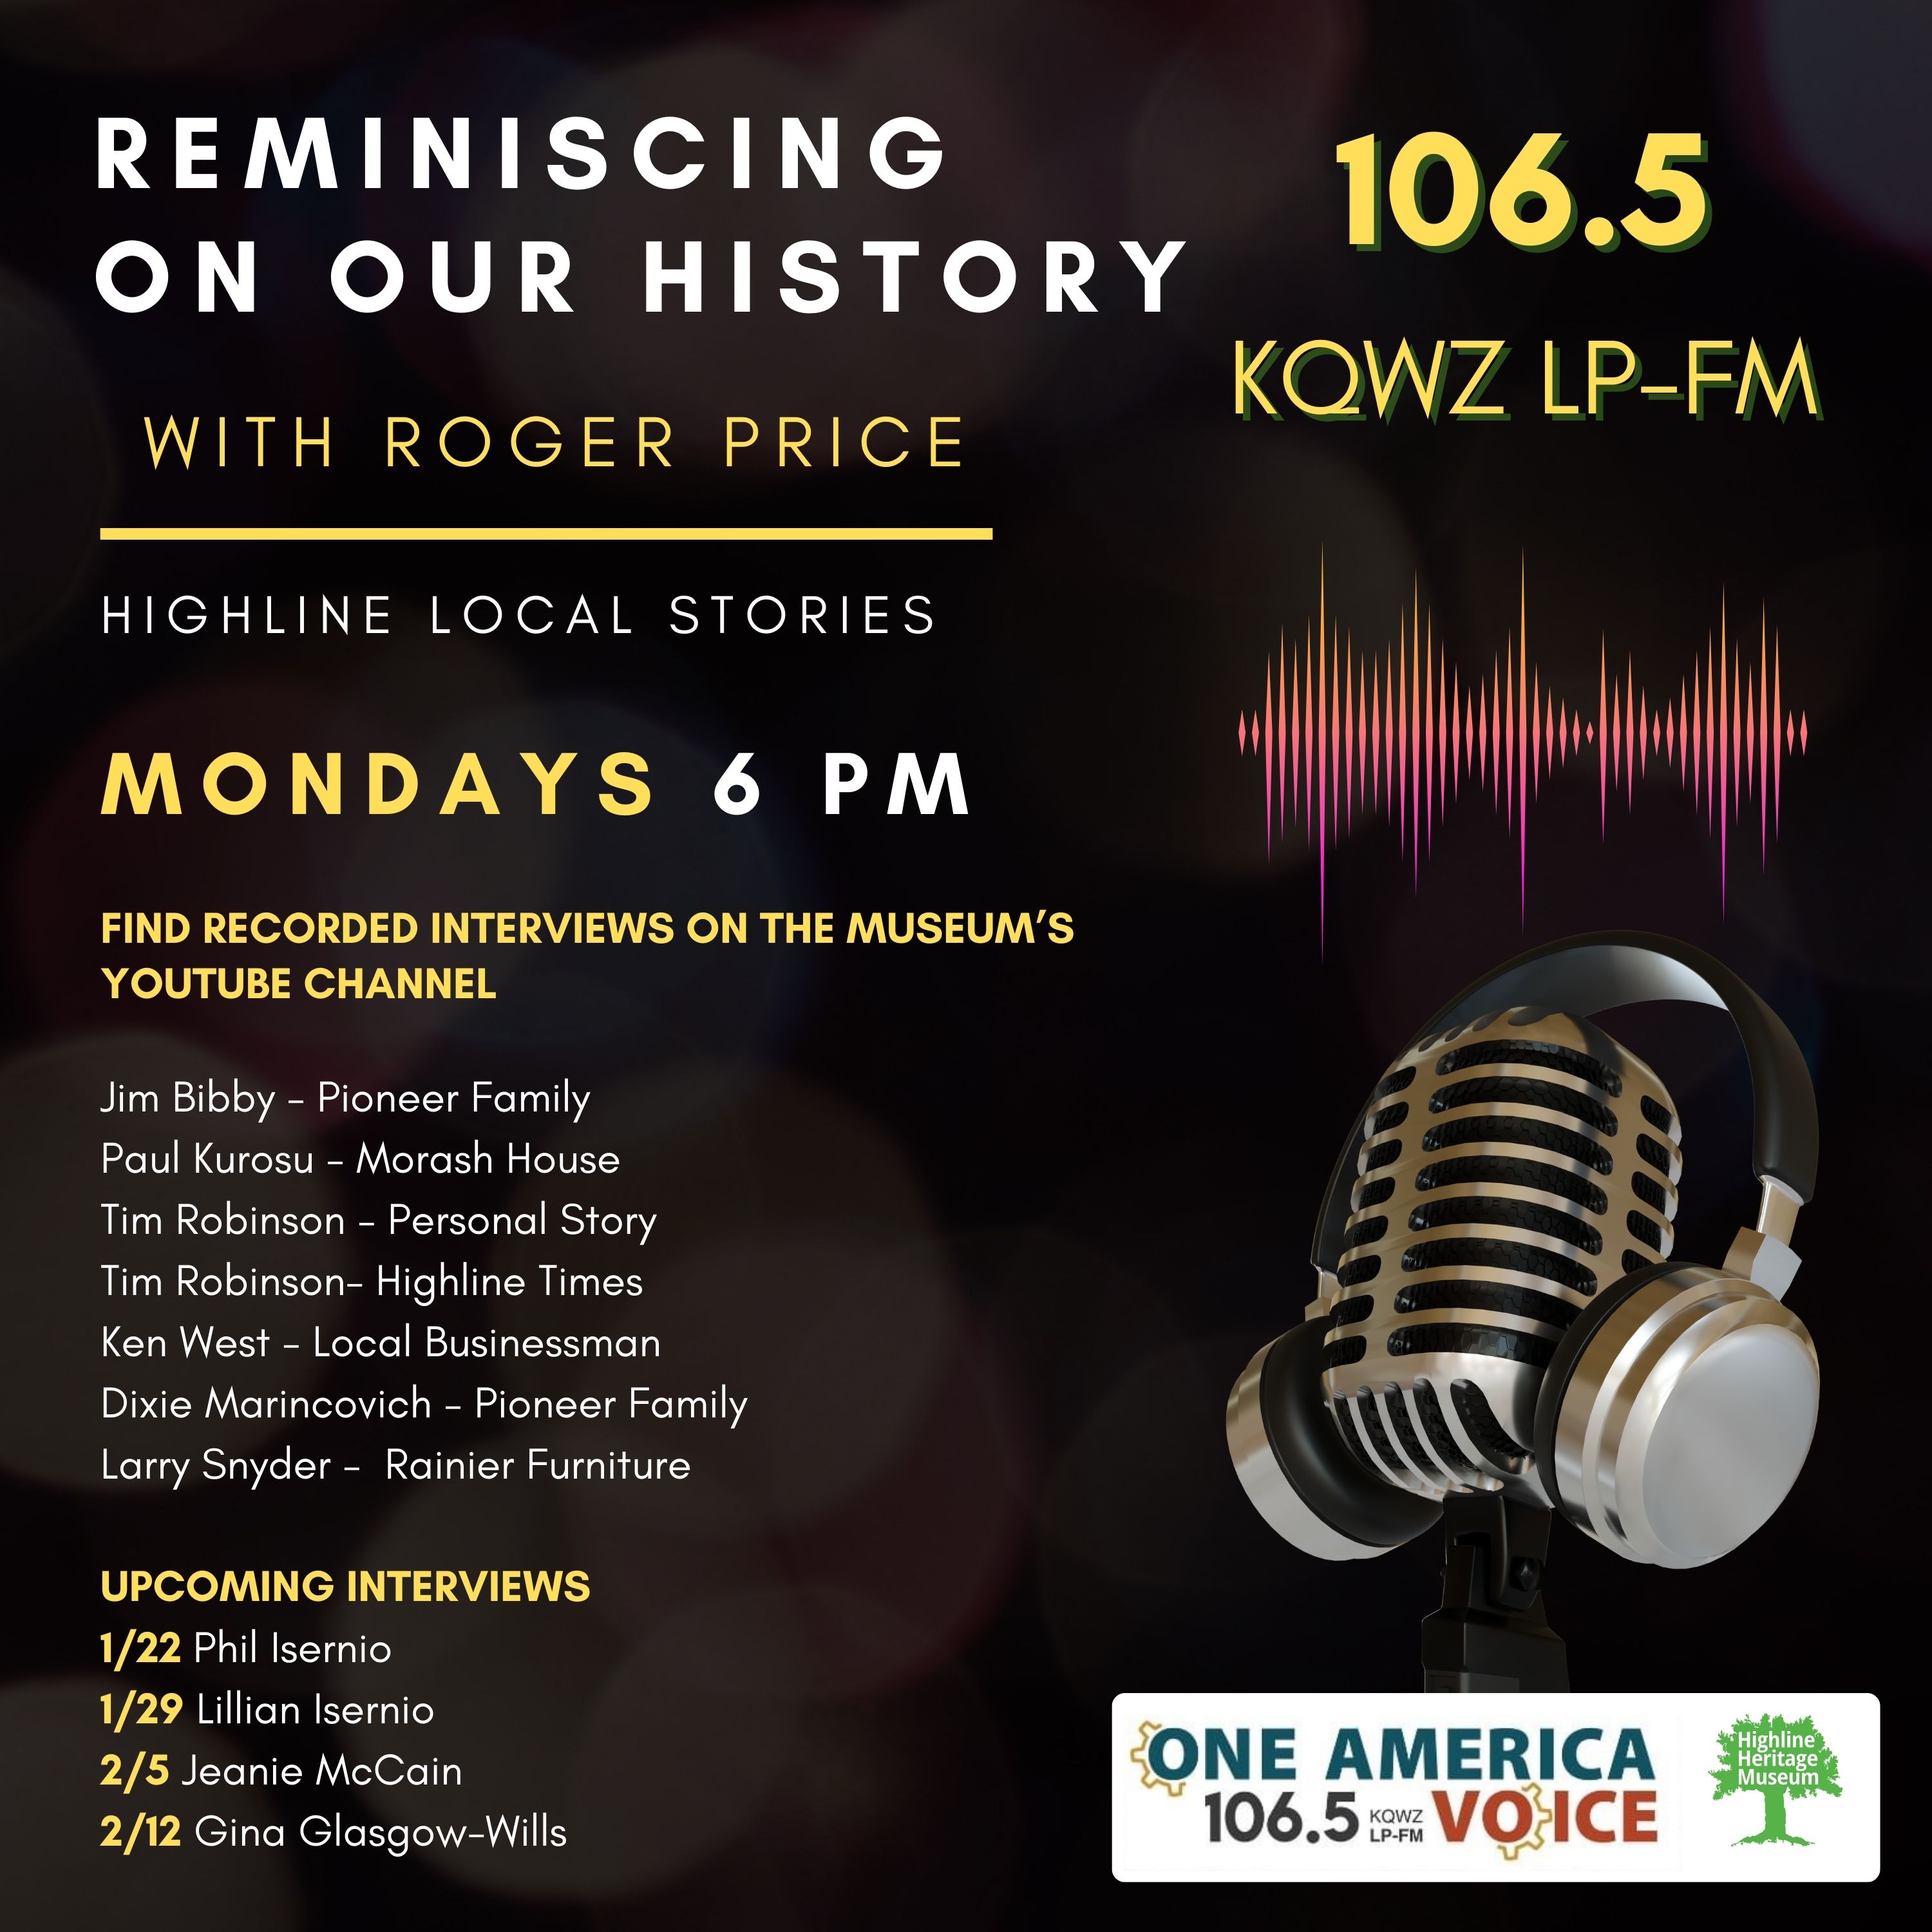 REMINISCING
ON OUR HISTORY
WITH ROGER PRICE
106.5
KQWZ LP-FM
HIGHLINE LOCAL STORIES
MONDAYS 6 PM
FIND RECORDED INTERVIEWS ON THE MUSEUM'S
YOUTUBE CHANNEL
Jim Bibby - Pioneer Family
Paul Kurosu - Morash House
Tim Robinson - Personal Story
Tim Robinson- Highline Times
Ken West - Local Businessman
Dixie Marincovich - Pioneer Family
Larry Snyder -  Rainier Furniture
UPCOMING INTERVIEWS
1/22 Phil Isernio
1/29 Lillian Isernio
2/5 Jeanie McCain
2/12 Gina Glasgow-Wills
ONE AMERICA
106.5 KQWZ LP-FM VOICE
Highline
Heritage
Museum